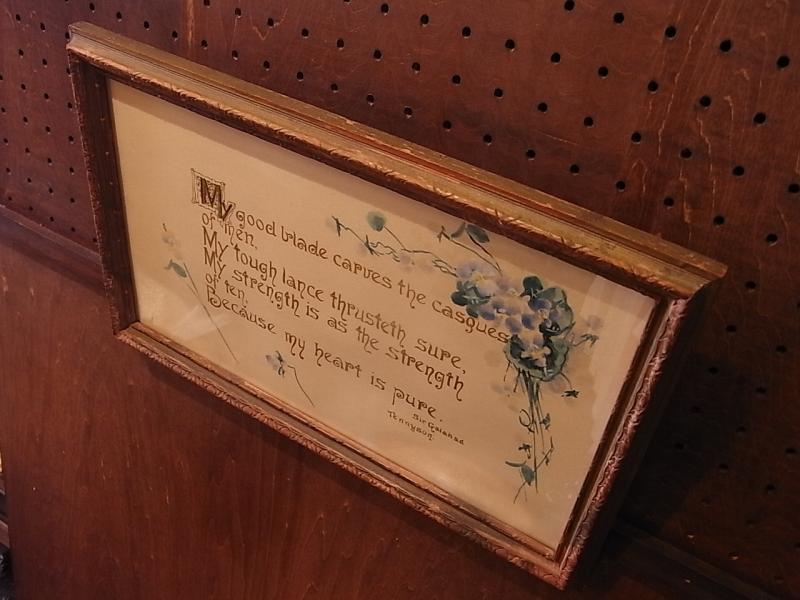 My good blade carves the casques
of men,
My tough lance thrusteth sure,
My strength is as the strength
of ten,
Because my heart is pure.
Sir Galahad
Tennyson.